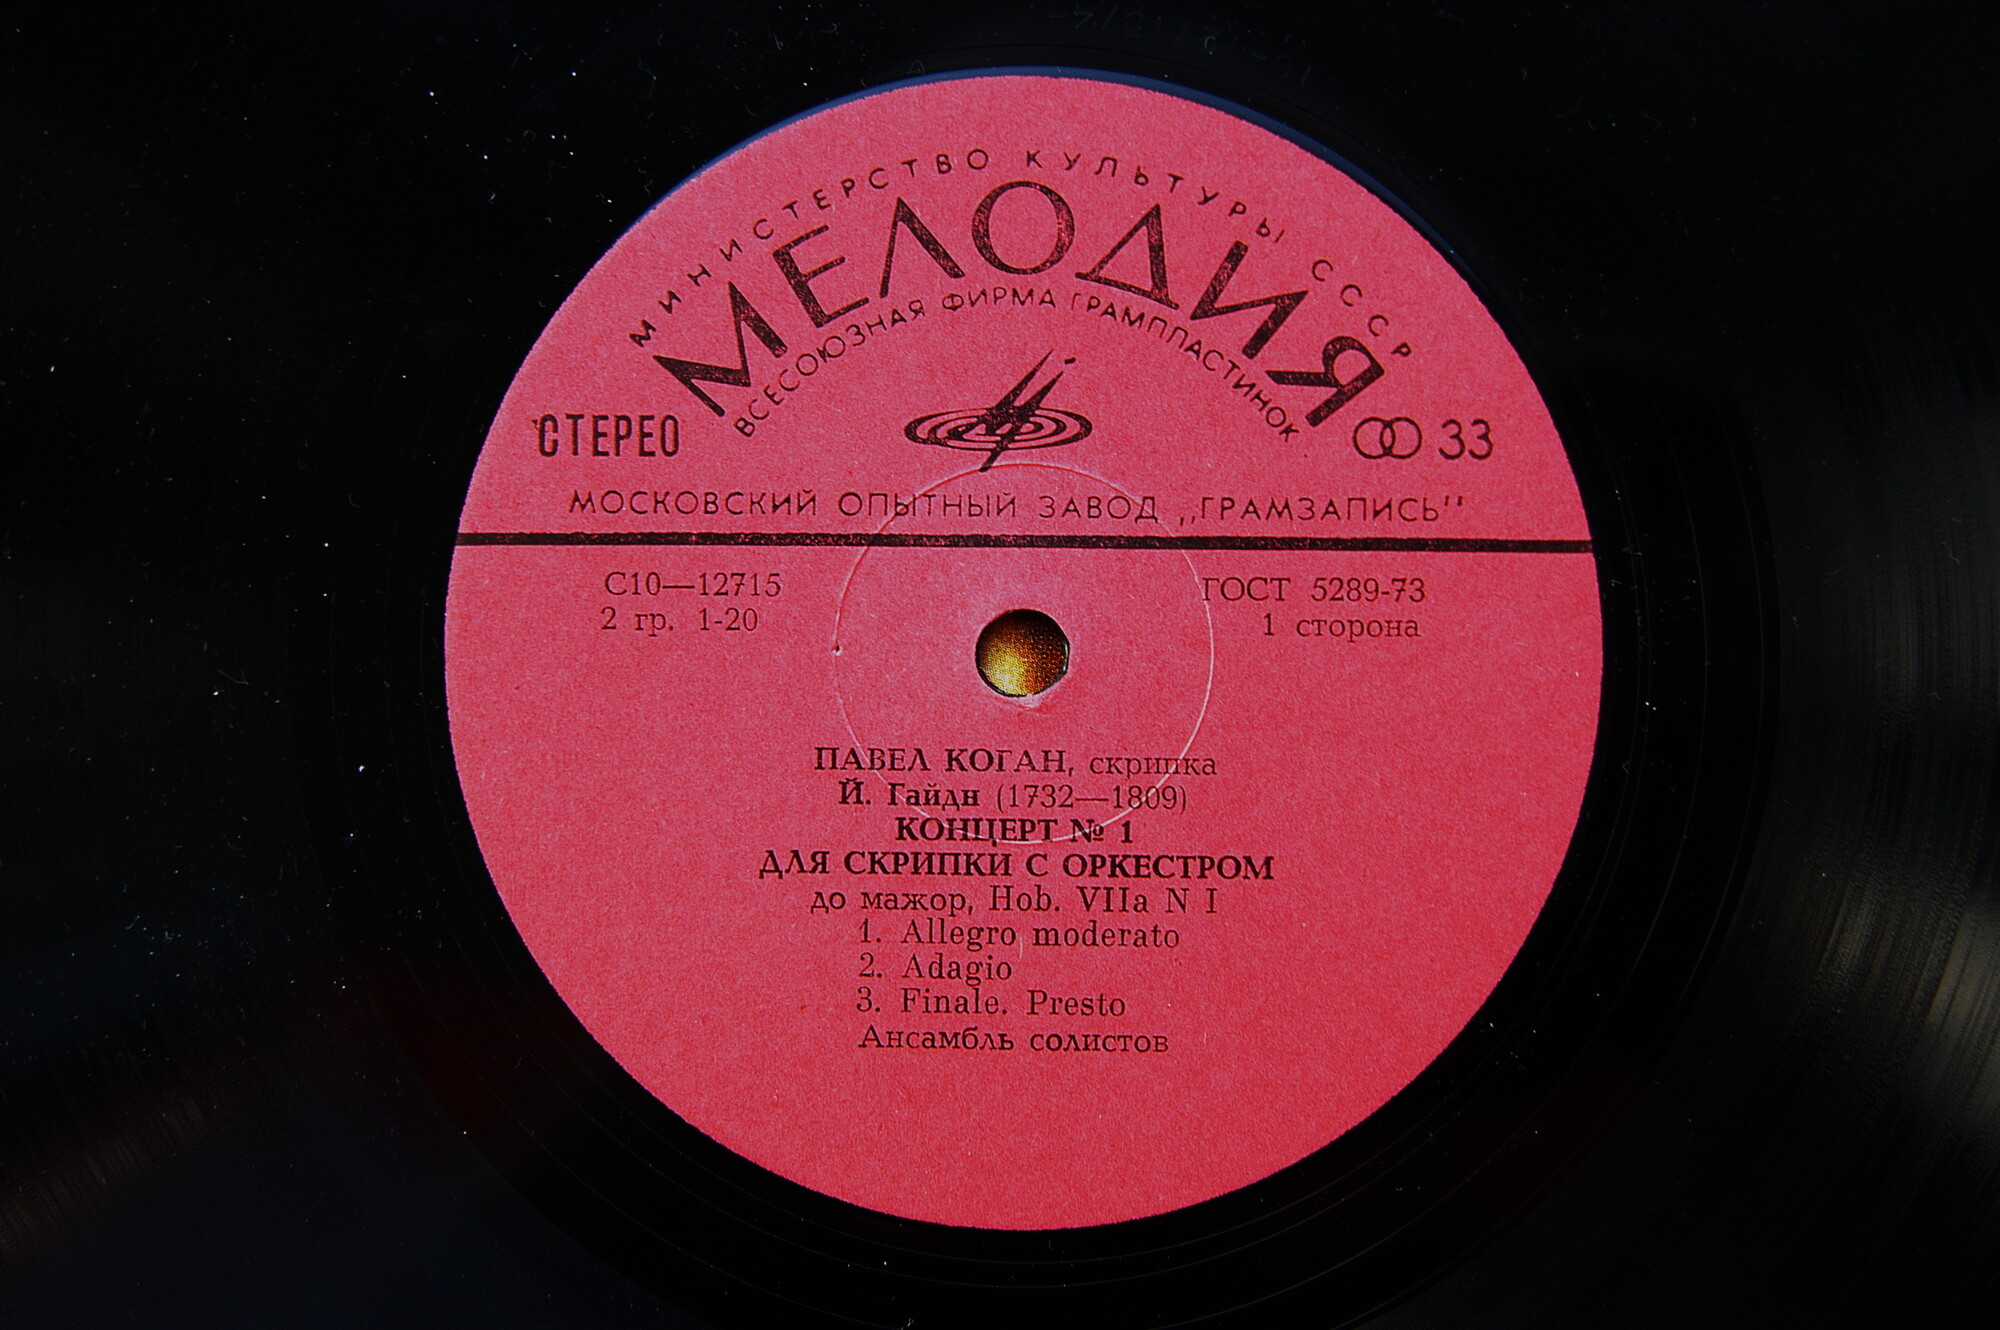 МИНИСТЕРСТВО КУЛЬТУРЫ СССР
МЕЛОДИЯ
ВСЕСОЮЗНАЯ ФИРМА ГРАМПЛАСТИНОК
СТЕРЕО
33
МОСКОВСКИЙ ОПЫТНЫЙ ЗАВОД „ГРАМЗАПИСЬ"
С10—12715
ГОСТ 5289-73
2 гр. 1-20
1 сторона
ПАВЕЛ КОГАН, скрипка
Й. Гайдн (1732—1809)
КОНЦЕРТ № 1
ДЛЯ СКРИПКИ С ОРКЕСТРОМ
до мажор, Hob. VIIa N I
1. Allegro moderato
2. Adagio
3. Finale. Presto
Ансамбль солистов